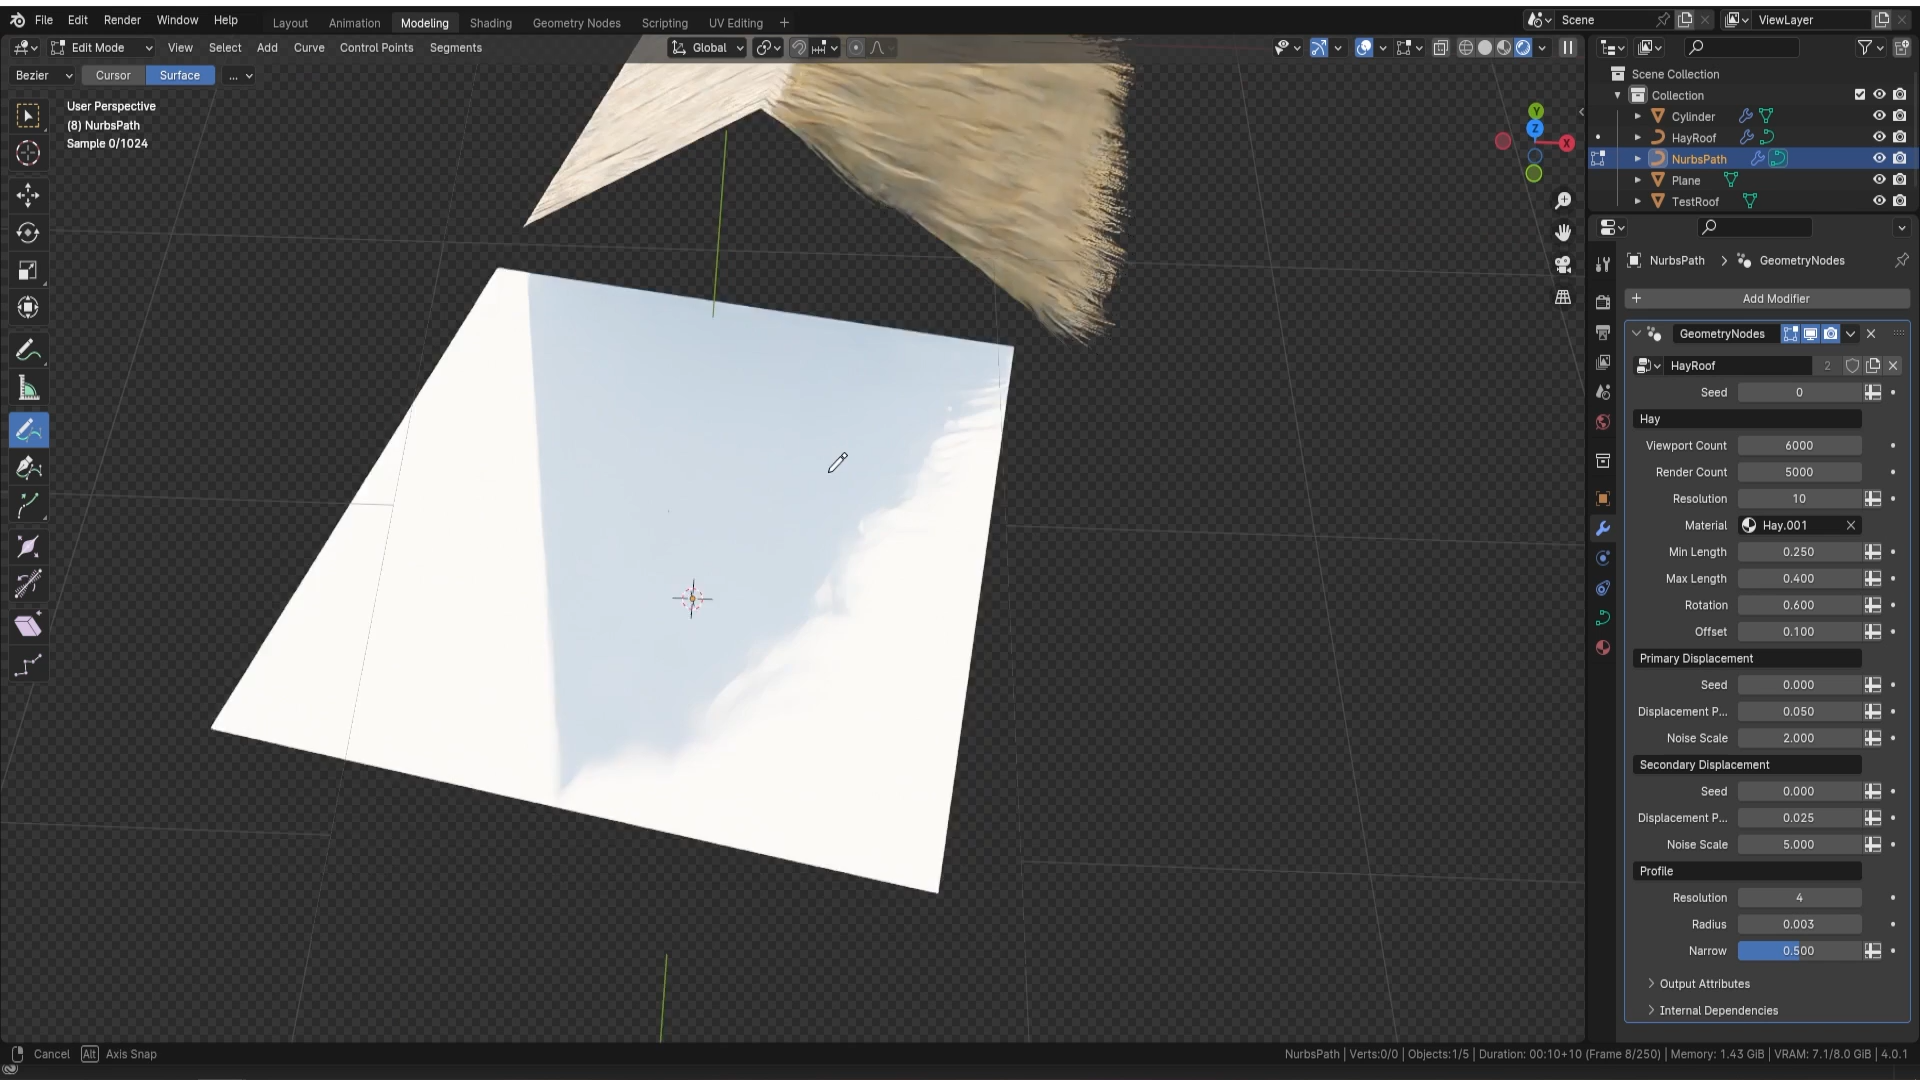 File Edit Render Window Help
Layout Animation Modeling Shading Geometry Nodes Scripting UV Editing +
Scene ViewLayer
Edit Mode View Select Add Curve Control Points Segments
Global
Bezier Cursor Surface ...
User Perspective
(8) NurbsPath
Sample 0/1024
Y
Z
X
Scene Collection
Collection
Cylinder
HayRoof
NurbsPath
Plane
TestRoof
NurbsPath > GeometryNodes
+ Add Modifier
GeometryNodes
HayRoof 2
Seed 0
Hay
Viewport Count 6000
Render Count 5000
Resolution 10
Material Hay.001
Min Length 0.250
Max Length 0.400
Rotation 0.600
Offset 0.100
Primary Displacement
Seed 0.000
Displacement P... 0.050
Noise Scale 2.000
Secondary Displacement
Seed 0.000
Displacement P... 0.025
Noise Scale 5.000
Profile
Resolution 4
Radius 0.003
Narrow 0.500
Output Attributes
Internal Dependencies
Cancel Alt Axis Snap
NurbsPath | Verts:0/0 | Objects:1/5 | Duration: 00:10+10 (Frame 8/250) | Memory: 1.43 GiB | VRAM: 7.1/8.0 GiB | 4.0.1